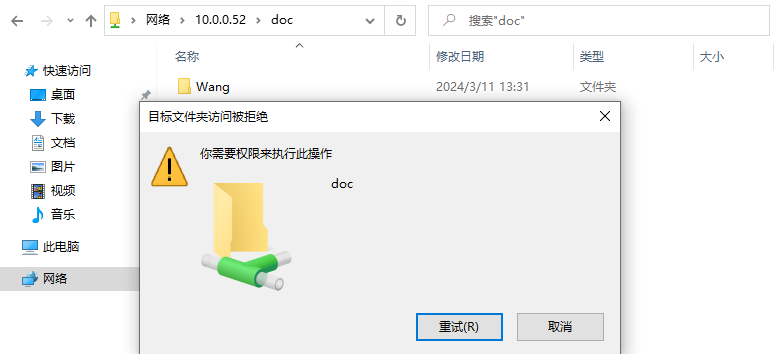 网络 10.0.0.52 doc
搜索"doc"
名称 修改日期 类型 大小
快速访问
Wang 2024/3/11 13:31 文件夹
桌面
下载
文档
图片
视频
音乐
此电脑
网络
目标文件夹访问被拒绝
你需要权限来执行此操作
doc
重试(R) 取消